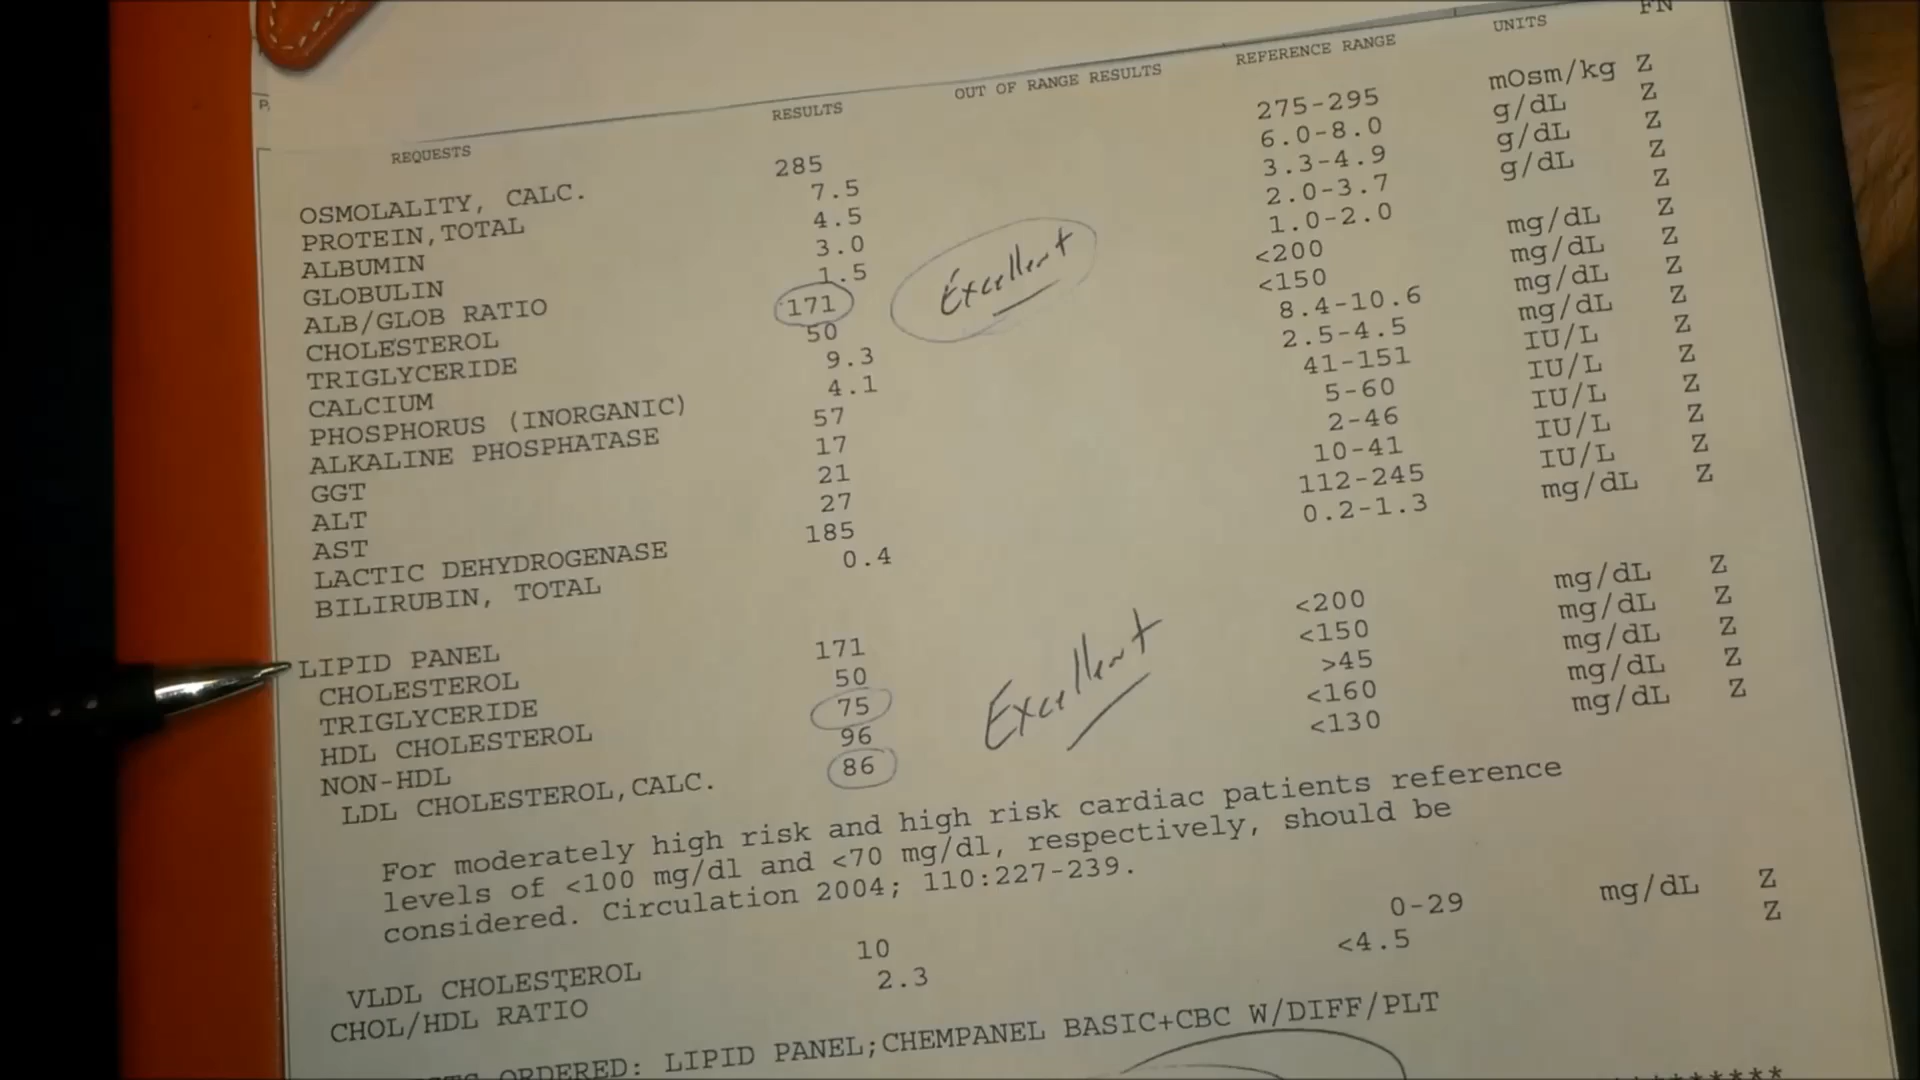 FN
REQUESTS RESULTS OUT OF RANGE RESULTS REFERENCE RANGE UNITS
OSMOLALITY, CALC. 285 275-295 mOsm/kg Z
PROTEIN,TOTAL 7.5 6.0-8.0 g/dL Z
ALBUMIN 4.5 3.3-4.9 g/dL Z
GLOBULIN 3.0 2.0-3.7 g/dL Z
ALB/GLOB RATIO 1.5 1.0-2.0 Z
CHOLESTEROL 171 Excellent <200 mg/dL Z
TRIGLYCERIDE 50 <150 mg/dL Z
CALCIUM 9.3 8.4-10.6 mg/dL Z
PHOSPHORUS (INORGANIC) 4.1 2.5-4.5 mg/dL Z
ALKALINE PHOSPHATASE 57 41-151 IU/L Z
GGT 17 5-60 IU/L Z
ALT 21 2-46 IU/L Z
AST 27 10-41 IU/L Z
LACTIC DEHYDROGENASE 185 112-245 IU/L Z
BILIRUBIN, TOTAL 0.4 0.2-1.3 mg/dL Z
LIPID PANEL
CHOLESTEROL 171 <200 mg/dL Z
TRIGLYCERIDE 50 <150 mg/dL Z
HDL CHOLESTEROL 75 Excellent >45 mg/dL Z
NON-HDL 96 <160 mg/dL Z
LDL CHOLESTEROL,CALC. 86 <130 mg/dL Z
For moderately high risk and high risk cardiac patients reference
levels of <100 mg/dl and <70 mg/dl, respectively, should be
considered. Circulation 2004; 110:227-239.
VLDL CHOLESTEROL 10 0-29 mg/dL Z
CHOL/HDL RATIO 2.3 <4.5 Z
ORDERED: LIPID PANEL;CHEMPANEL BASIC+CBC W/DIFF/PLT